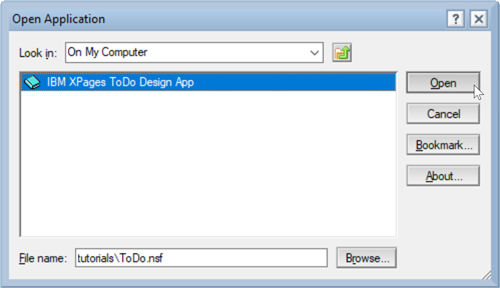 Open Application
?
Look in: On My Computer
IBM XPages ToDo Design App
Open
Cancel
Bookmark...
About...
File name: tutorials\ToDo.nsf Browse...